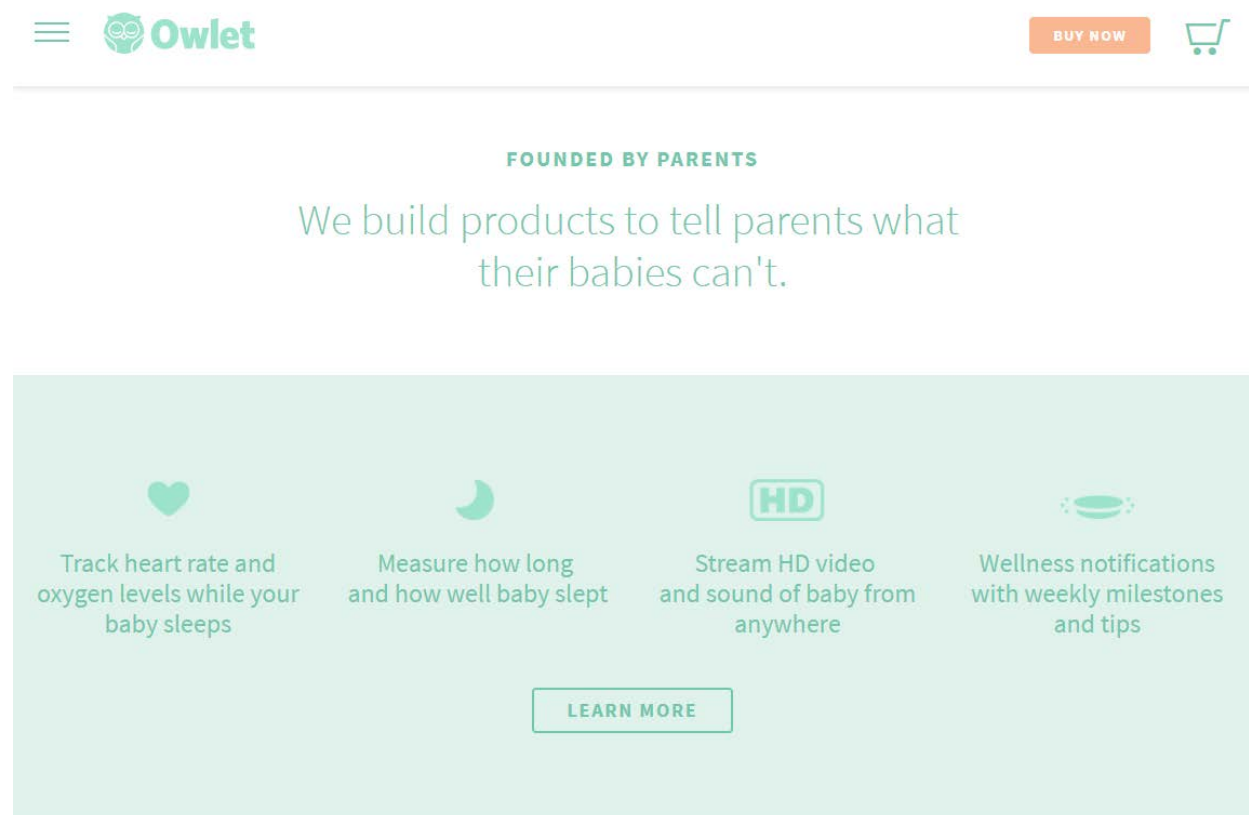 Owlet
BUY NOW
FOUNDED BY PARENTS
We build products to tell parents what
their babies can't.
HD
Track heart rate and
oxygen levels while your
baby sleeps
Measure how long
and how well baby slept
Stream HD video
and sound of baby from
anywhere
Wellness notifications
with weekly milestones
and tips
LEARN MORE